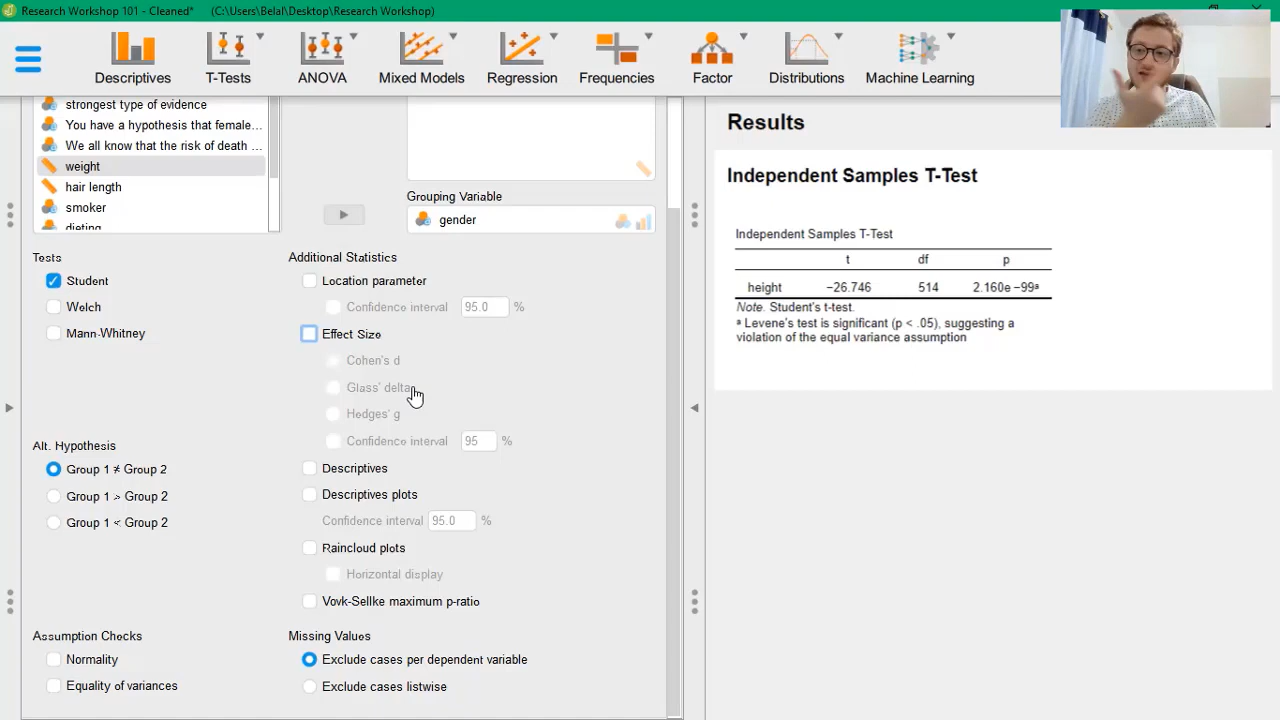 Research Workshop 101 - Cleaned* (C:\Users\Belal\Desktop\Research Workshop)
Descriptives
T-Tests
ANOVA
Mixed Models
Regression
Frequencies
Factor
Distributions
Machine Learning
strongest type of evidence
You have a hypothesis that female...
We all know that the risk of death ...
weight
hair length
smoker
dieting
Grouping Variable
gender
Tests
Student
Welch
Mann-Whitney
Alt. Hypothesis
Group 1 ≠ Group 2
Group 1 > Group 2
Group 1 < Group 2
Assumption Checks
Normality
Equality of variances
Additional Statistics
Location parameter
Confidence interval 95.0 %
Effect Size
Cohen's d
Glass' delta
Hedges' g
Confidence interval 95 %
Descriptives
Descriptives plots
Confidence interval 95.0 %
Raincloud plots
Horizontal display
Vovk-Sellke maximum p-ratio
Missing Values
Exclude cases per dependent variable
Exclude cases listwise
Results
Independent Samples T-Test
Independent Samples T-Test
t df p
height −26.746 514 2.160e −99ᵃ
Note. Student's t-test.
ᵃ Levene's test is significant (p < .05), suggesting a
violation of the equal variance assumption